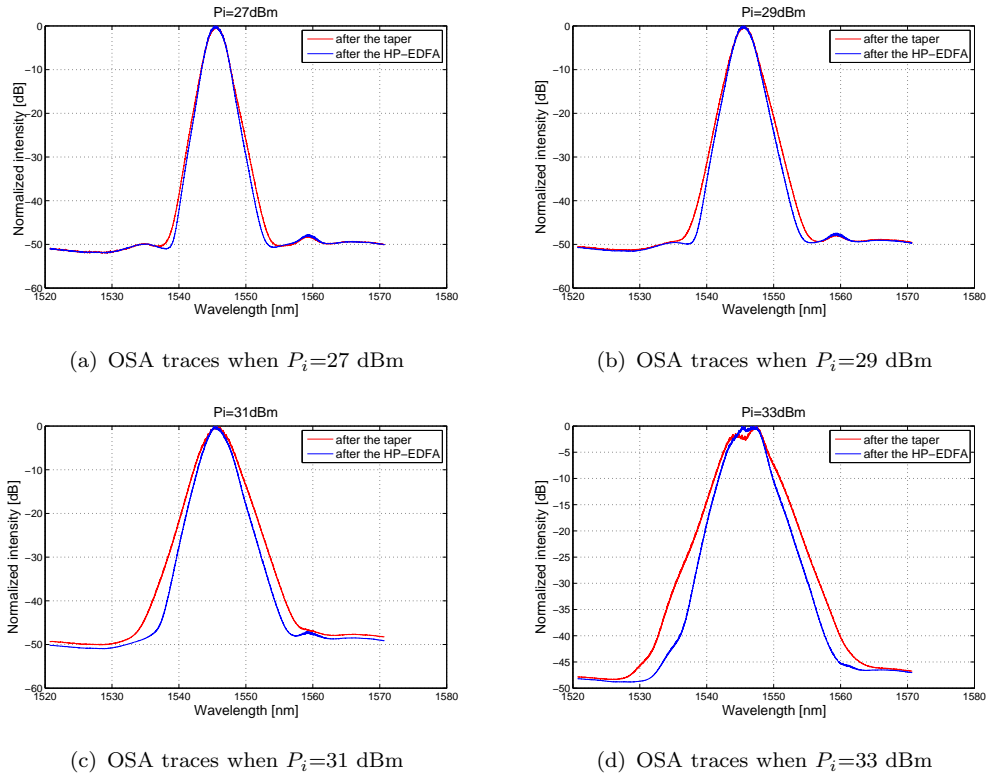 Pi=27dBm
Normalized intensity [dB]
0
−10
−20
−30
−40
−50
−60
after the taper
after the HP−EDFA
1520 1530 1540 1550 1560 1570 1580
Wavelength [nm]
(a) OSA traces when P_i=27 dBm
Pi=29dBm
Normalized intensity [dB]
0
−10
−20
−30
−40
−50
−60
after the taper
after the HP−EDFA
1520 1530 1540 1550 1560 1570 1580
Wavelength [nm]
(b) OSA traces when P_i=29 dBm
Pi=31dBm
Normalized intensity [dB]
0
−10
−20
−30
−40
−50
−60
after the taper
after the HP−EDFA
1520 1530 1540 1550 1560 1570 1580
Wavelength [nm]
(c) OSA traces when P_i=31 dBm
Pi=33dBm
Normalized intensity [dB]
0
−5
−10
−15
−20
−25
−30
−35
−40
−45
−50
after the taper
after the HP−EDFA
1520 1530 1540 1550 1560 1570 1580
Wavelength [nm]
(d) OSA traces when P_i=33 dBm